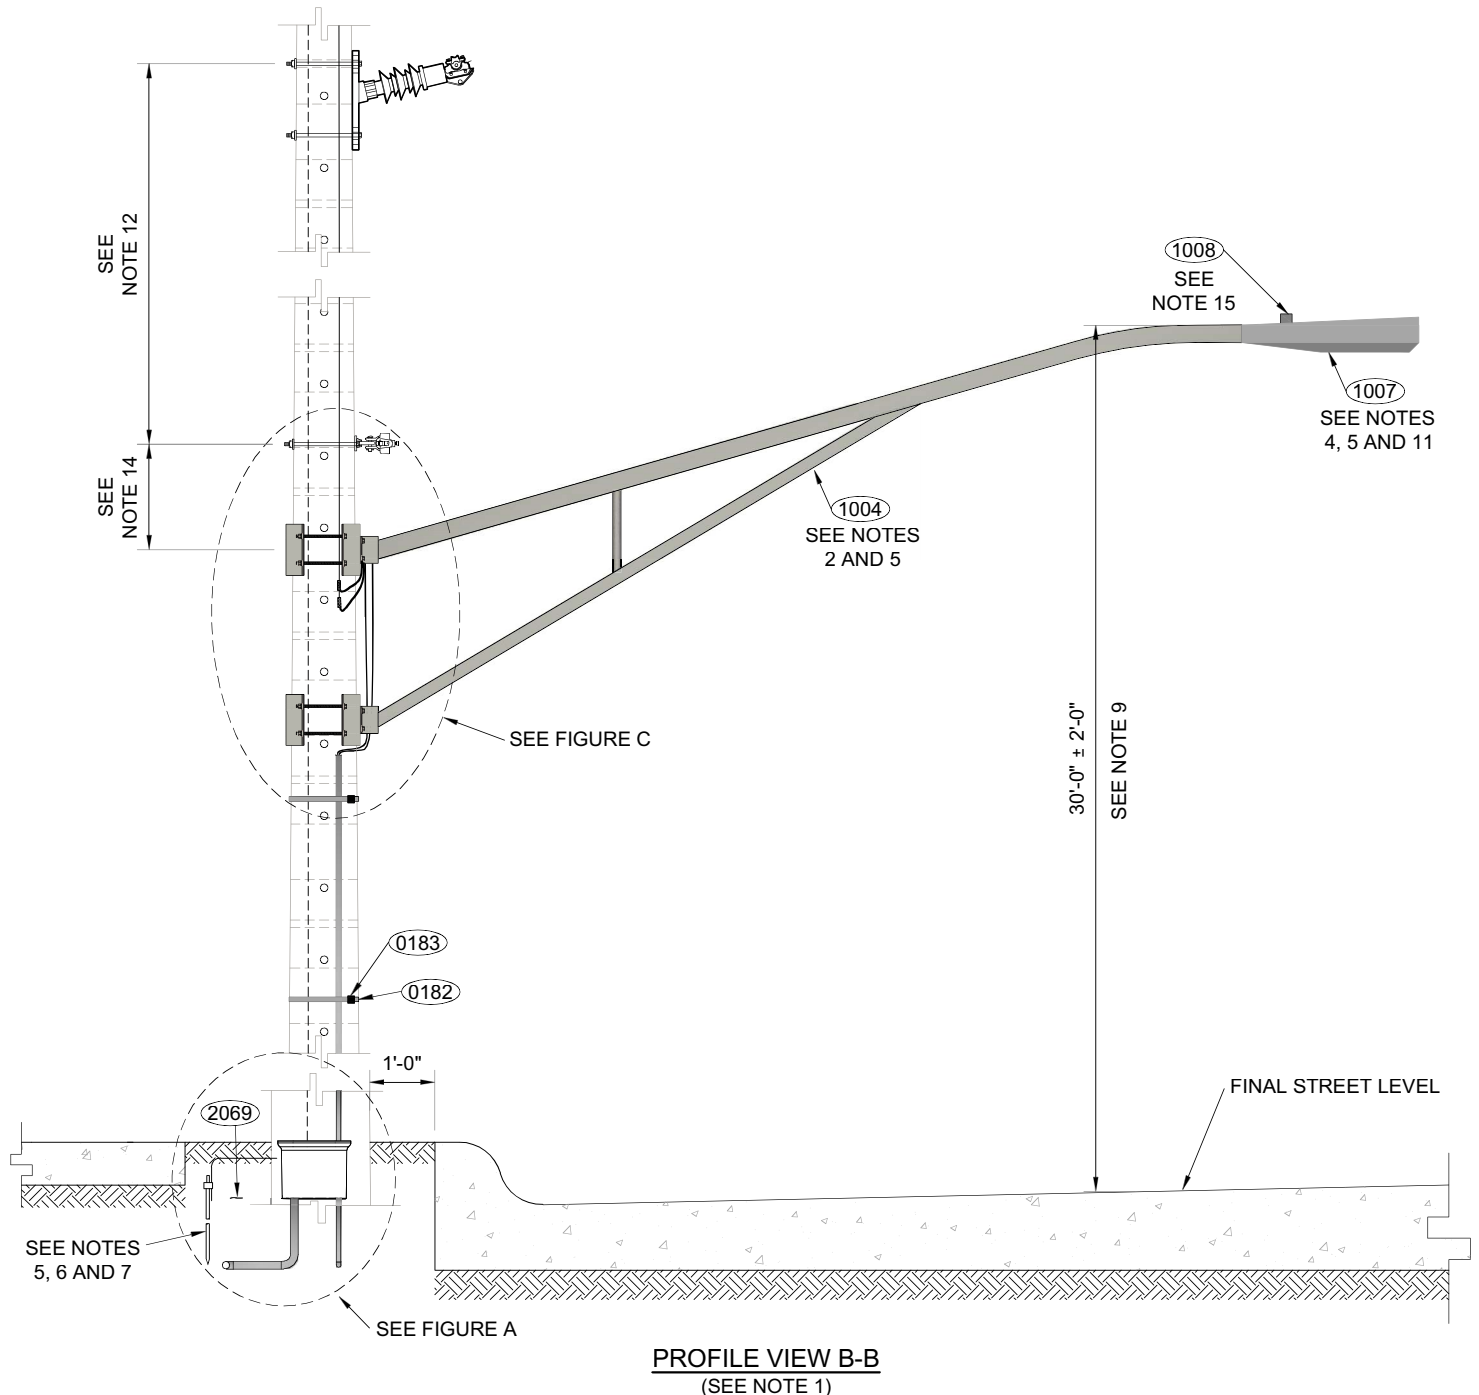 SEE
NOTE 12
1008
SEE
NOTE 15
1007
SEE NOTES
4, 5 AND 11
SEE
NOTE 14
1004
SEE NOTES
2 AND 5
SEE FIGURE C
30'-0" ± 2'-0"
SEE NOTE 9
0183
0182
1'-0"
2069
FINAL STREET LEVEL
SEE NOTES
5, 6 AND 7
SEE FIGURE A
PROFILE VIEW B-B
(SEE NOTE 1)